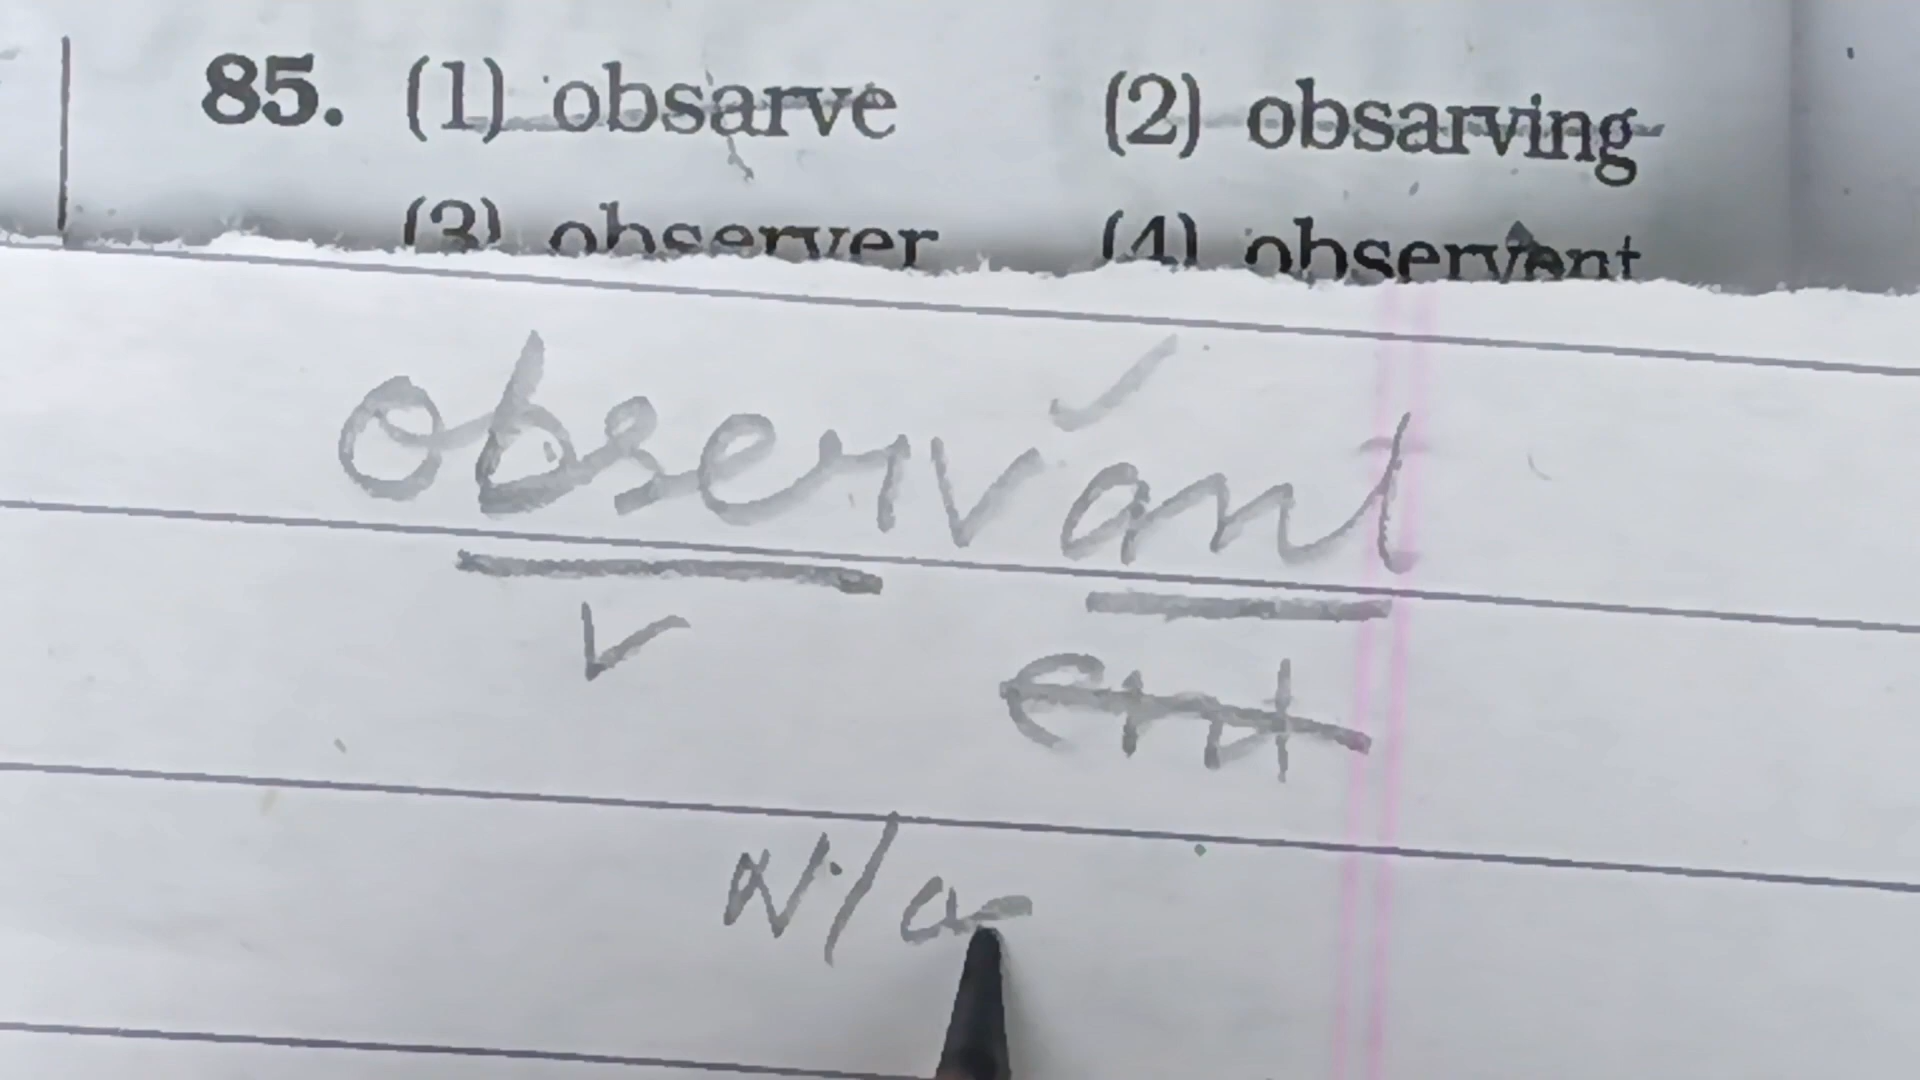 85. (1) obsarve (2) obsarving
(3) observer (4) observent
observant
ent
N/a